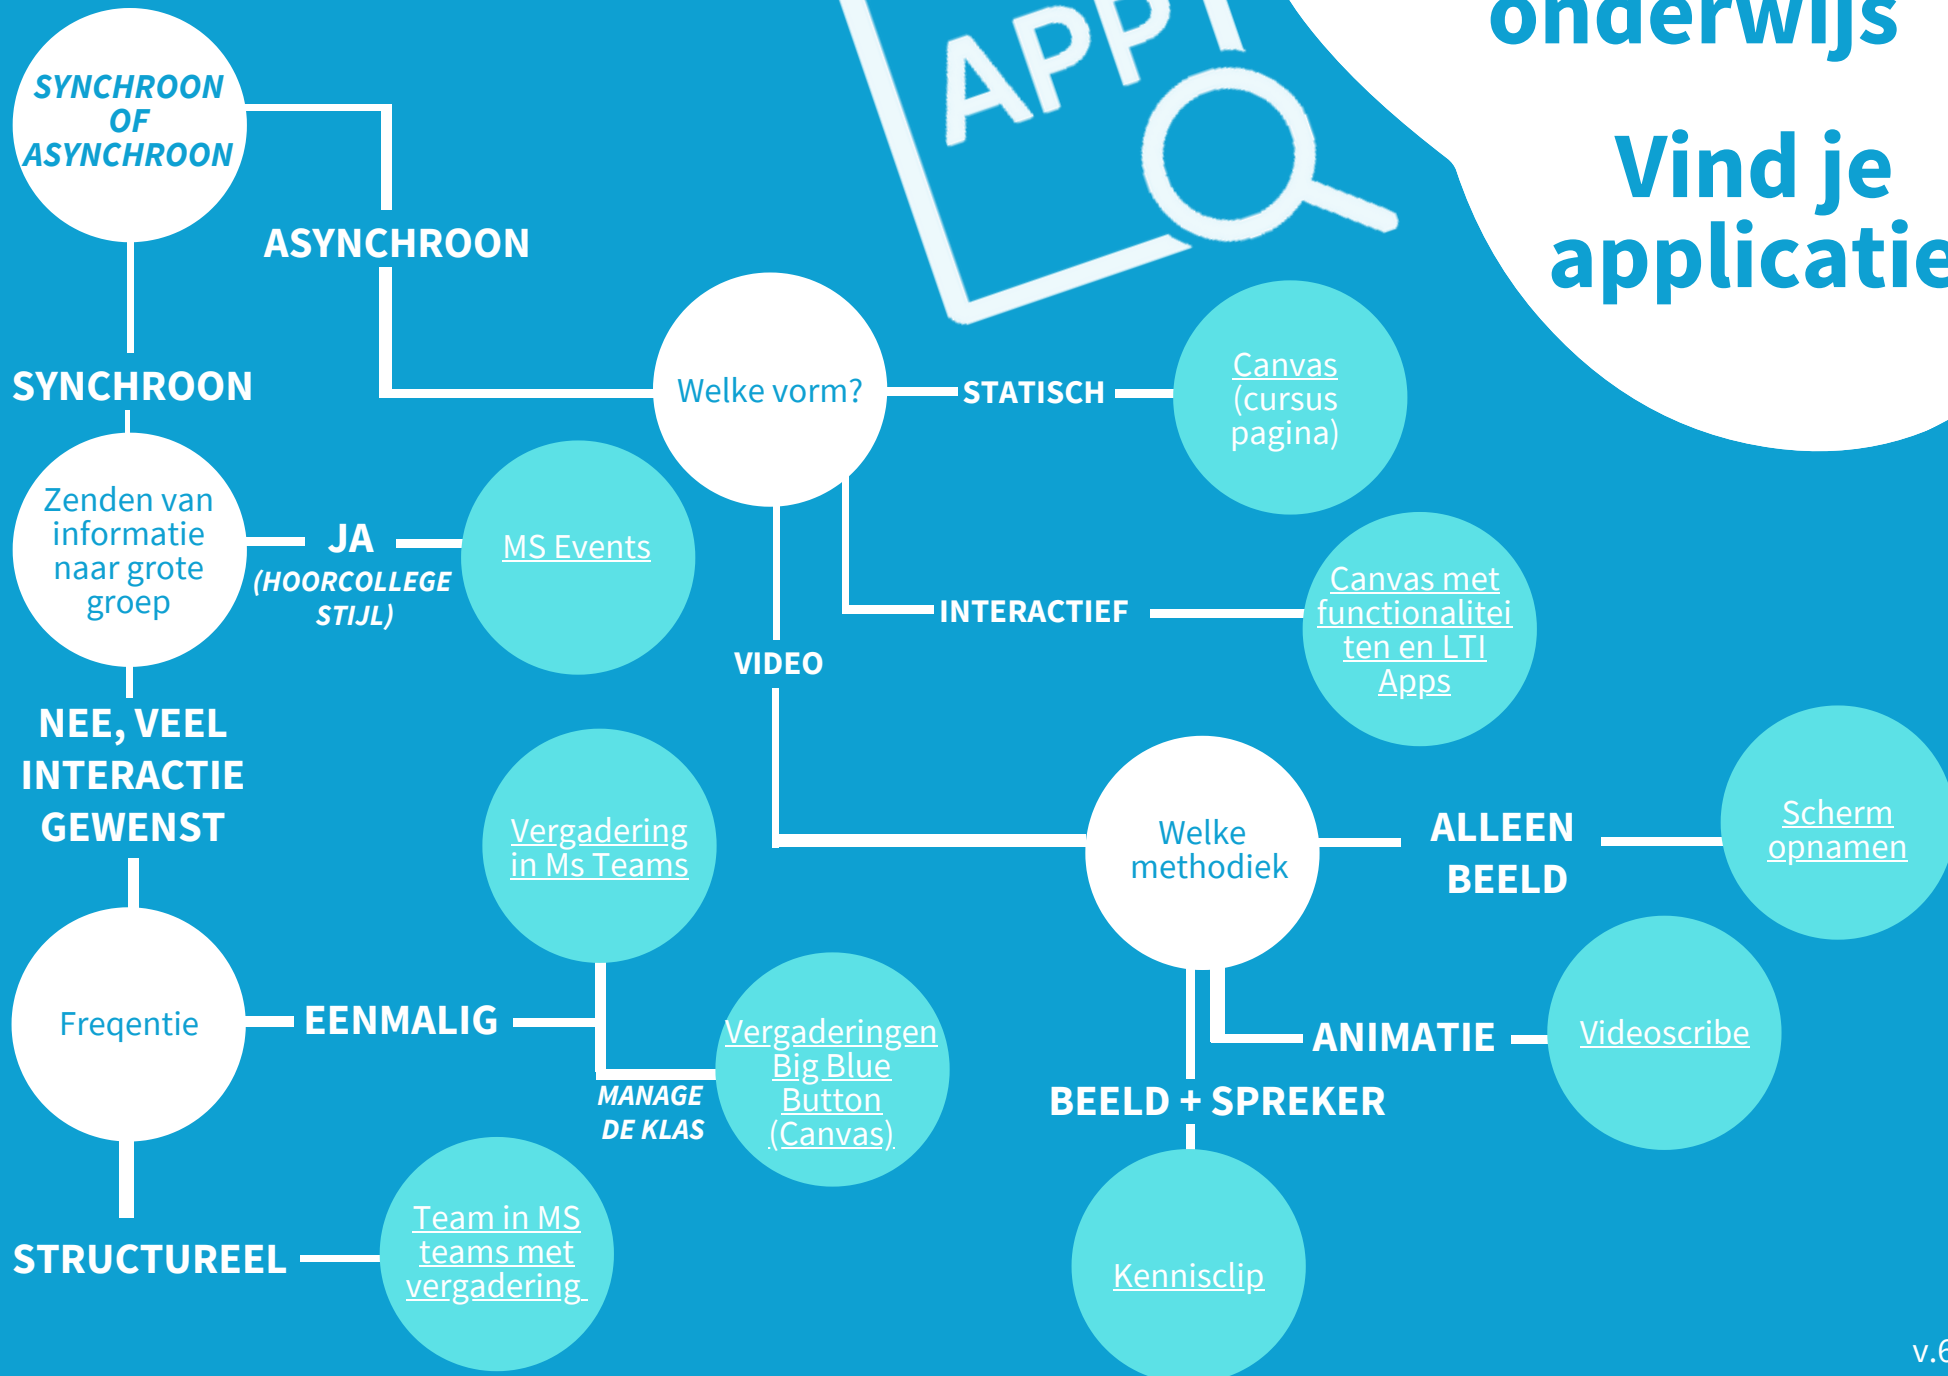 onderwijs
Vind je
applicatie
APP
SYNCHROON
OF
ASYNCHROON
ASYNCHROON
SYNCHROON
Welke vorm?
STATISCH
Canvas
(cursus
pagina)
Zenden van
informatie
naar grote
groep
JA
(HOORCOLLEGE
STIJL)
MS Events
INTERACTIEF
Canvas met
functionalitei
ten en LTI
Apps
VIDEO
NEE, VEEL
INTERACTIE
GEWENST
Vergadering
in Ms Teams
Welke
methodiek
ALLEEN
BEELD
Scherm
opnamen
Freqentie
EENMALIG
MANAGE
DE KLAS
Vergaderingen
Big Blue
Button
(Canvas)
ANIMATIE
Videoscribe
BEELD + SPREKER
Kennisclip
STRUCTUREEL
Team in MS
teams met
vergadering
v.6